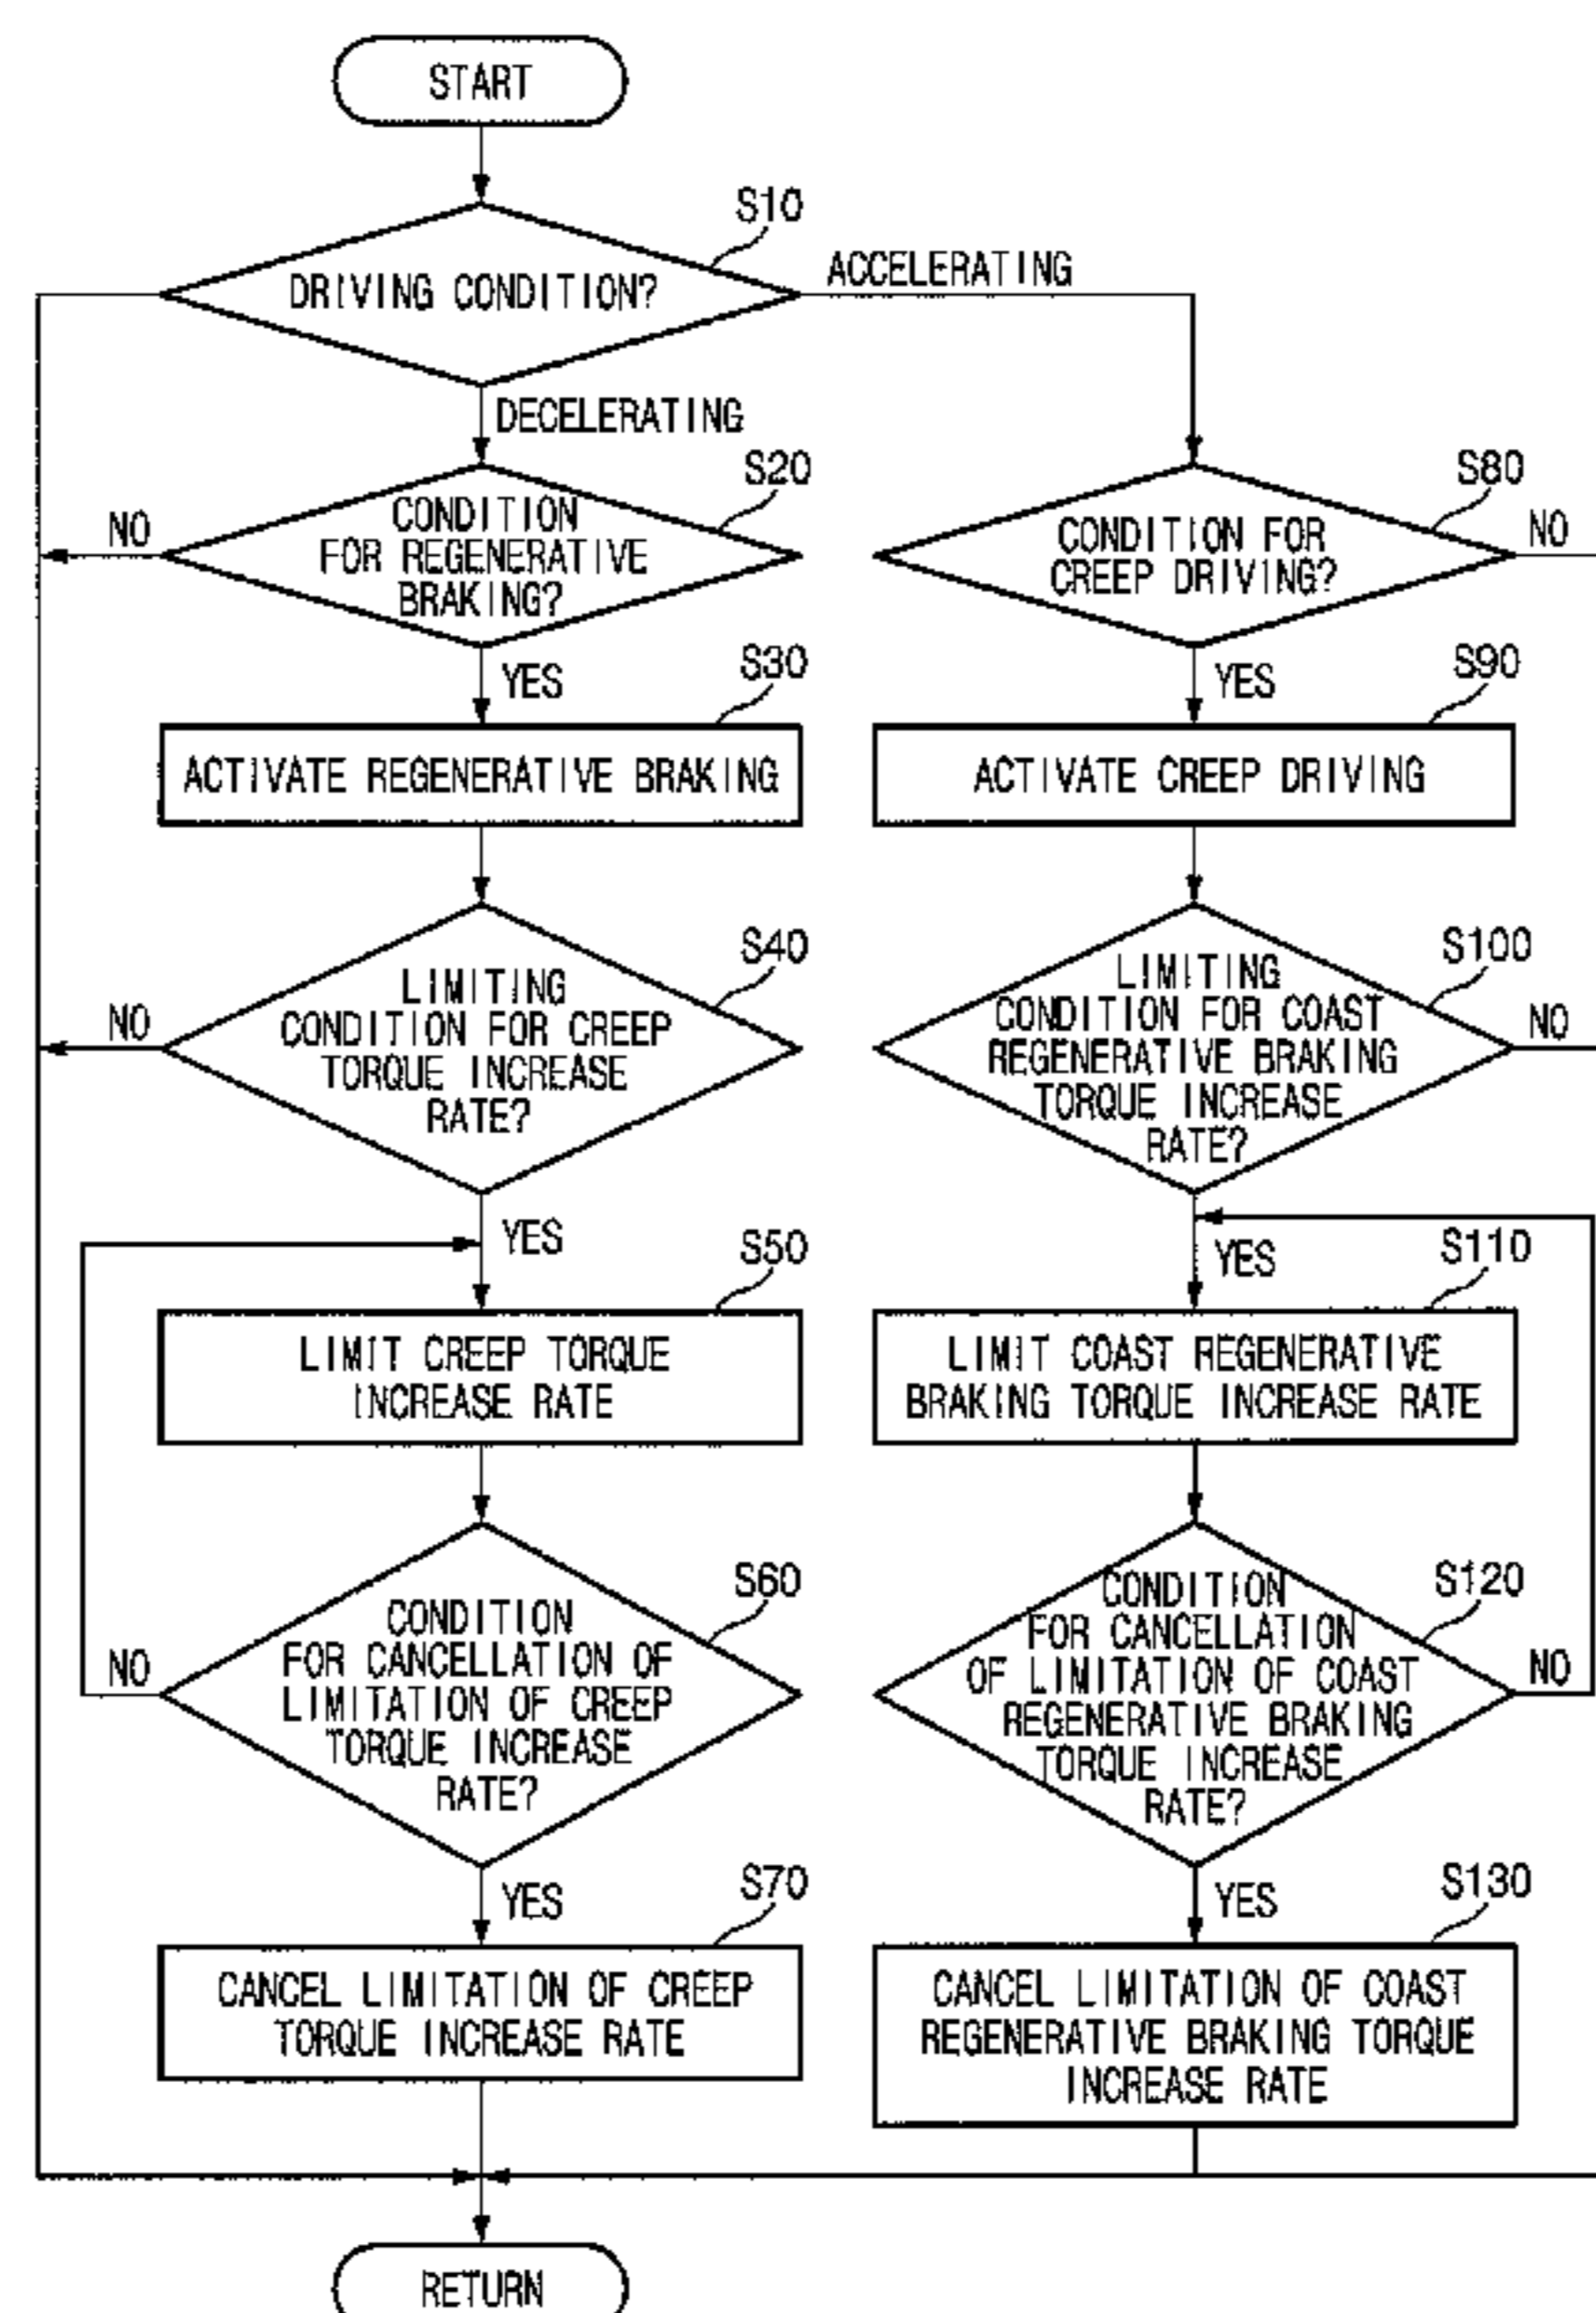 START
S10
DRIVING CONDITION?
ACCELERATING
DECELERATING
S20
CONDITION
FOR REGENERATIVE
BRAKING?
NO
YES
S30
ACTIVATE REGENERATIVE BRAKING
S40
LIMITING
CONDITION FOR CREEP
TORQUE INCREASE
RATE?
NO
YES
S50
LIMIT CREEP TORQUE
INCREASE RATE
S60
CONDITION
FOR CANCELLATION OF
LIMITATION OF CREEP
TORQUE INCREASE
RATE?
NO
YES
S70
CANCEL LIMITATION OF CREEP
TORQUE INCREASE RATE
S80
CONDITION FOR
CREEP DRIVING?
NO
YES
S90
ACTIVATE CREEP DRIVING
S100
LIMITING
CONDITION FOR COAST
REGENERATIVE BRAKING
TORQUE INCREASE
RATE?
NO
YES
S110
LIMIT COAST REGENERATIVE
BRAKING TORQUE INCREASE RATE
S120
CONDITION
FOR CANCELLATION
OF LIMITATION OF COAST
REGENERATIVE BRAKING
TORQUE INCREASE
RATE?
NO
YES
S130
CANCEL LIMITATION OF COAST
REGENERATIVE BRAKING TORQUE
INCREASE RATE
RETURN